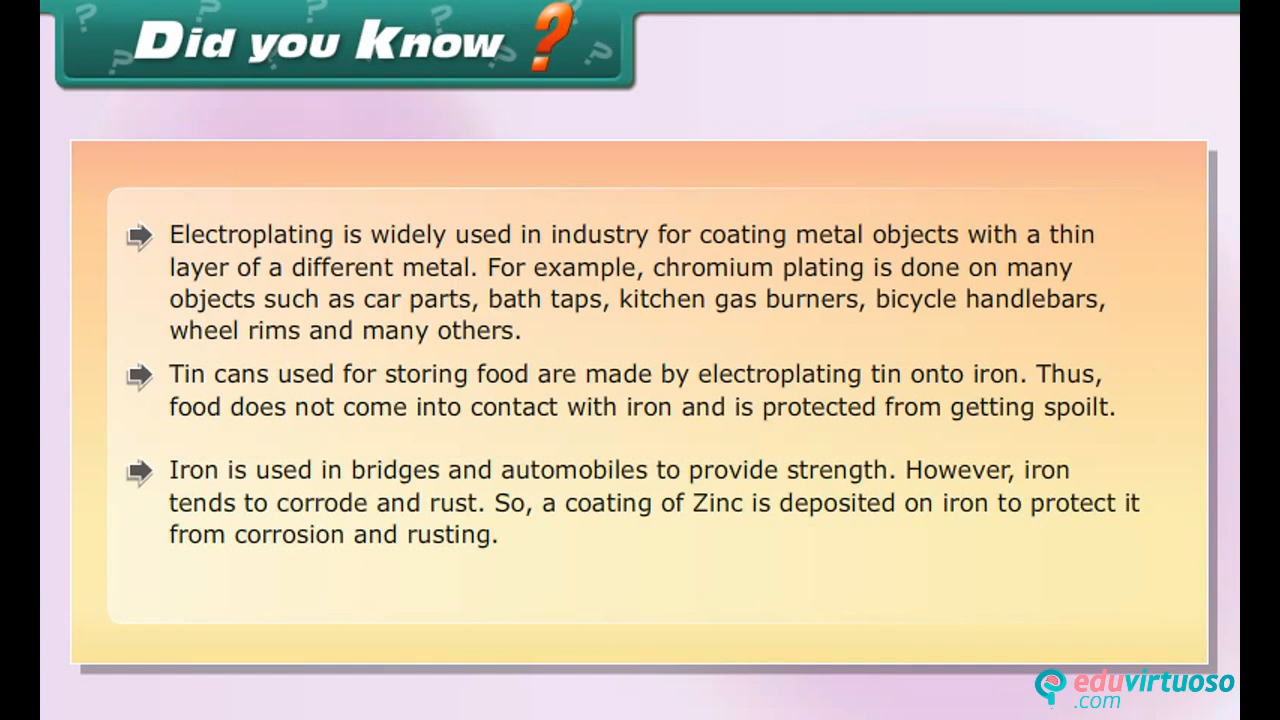 Did you Know ?
Electroplating is widely used in industry for coating metal objects with a thin
layer of a different metal. For example, chromium plating is done on many
objects such as car parts, bath taps, kitchen gas burners, bicycle handlebars,
wheel rims and many others.
Tin cans used for storing food are made by electroplating tin onto iron. Thus,
food does not come into contact with iron and is protected from getting spoilt.
Iron is used in bridges and automobiles to provide strength. However, iron
tends to corrode and rust. So, a coating of Zinc is deposited on iron to protect it
from corrosion and rusting.
eduvirtuoso
.com